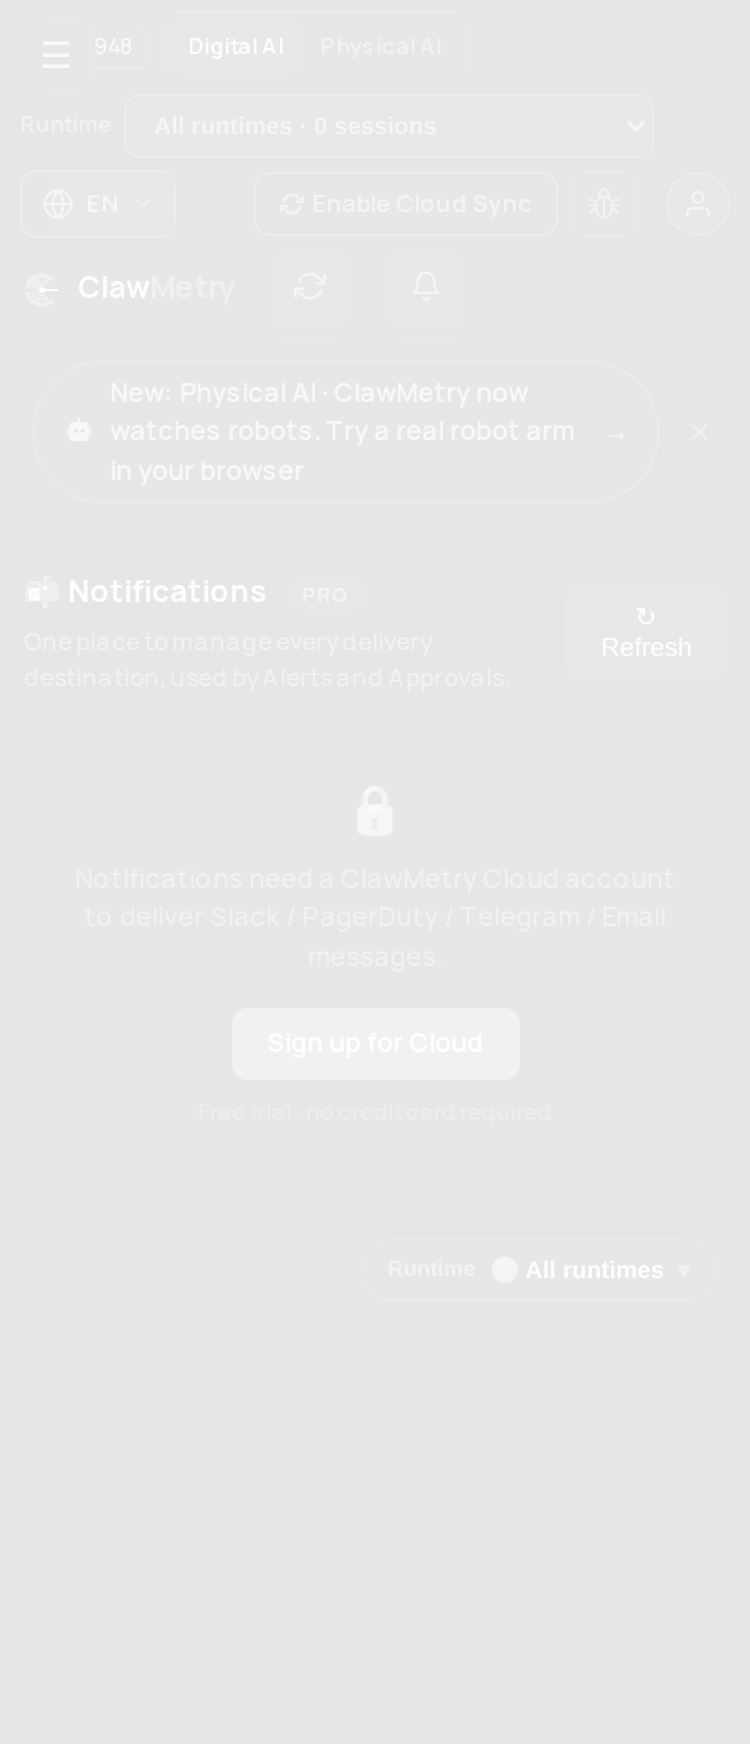 948
Digital AI
Physical AI
Runtime
All runtimes · 0 sessions
EN
Enable Cloud Sync
ClawMetry
New: Physical AI · ClawMetry now
watches robots. Try a real robot arm →
in your browser
Notifications PRO
One place to manage every delivery
destination, used by Alerts and Approvals.
↻
Refresh
Notifications need a ClawMetry Cloud account
to deliver Slack / PagerDuty / Telegram / Email
messages.
Sign up for Cloud
Free trial · no credit card required
Runtime All runtimes ▾